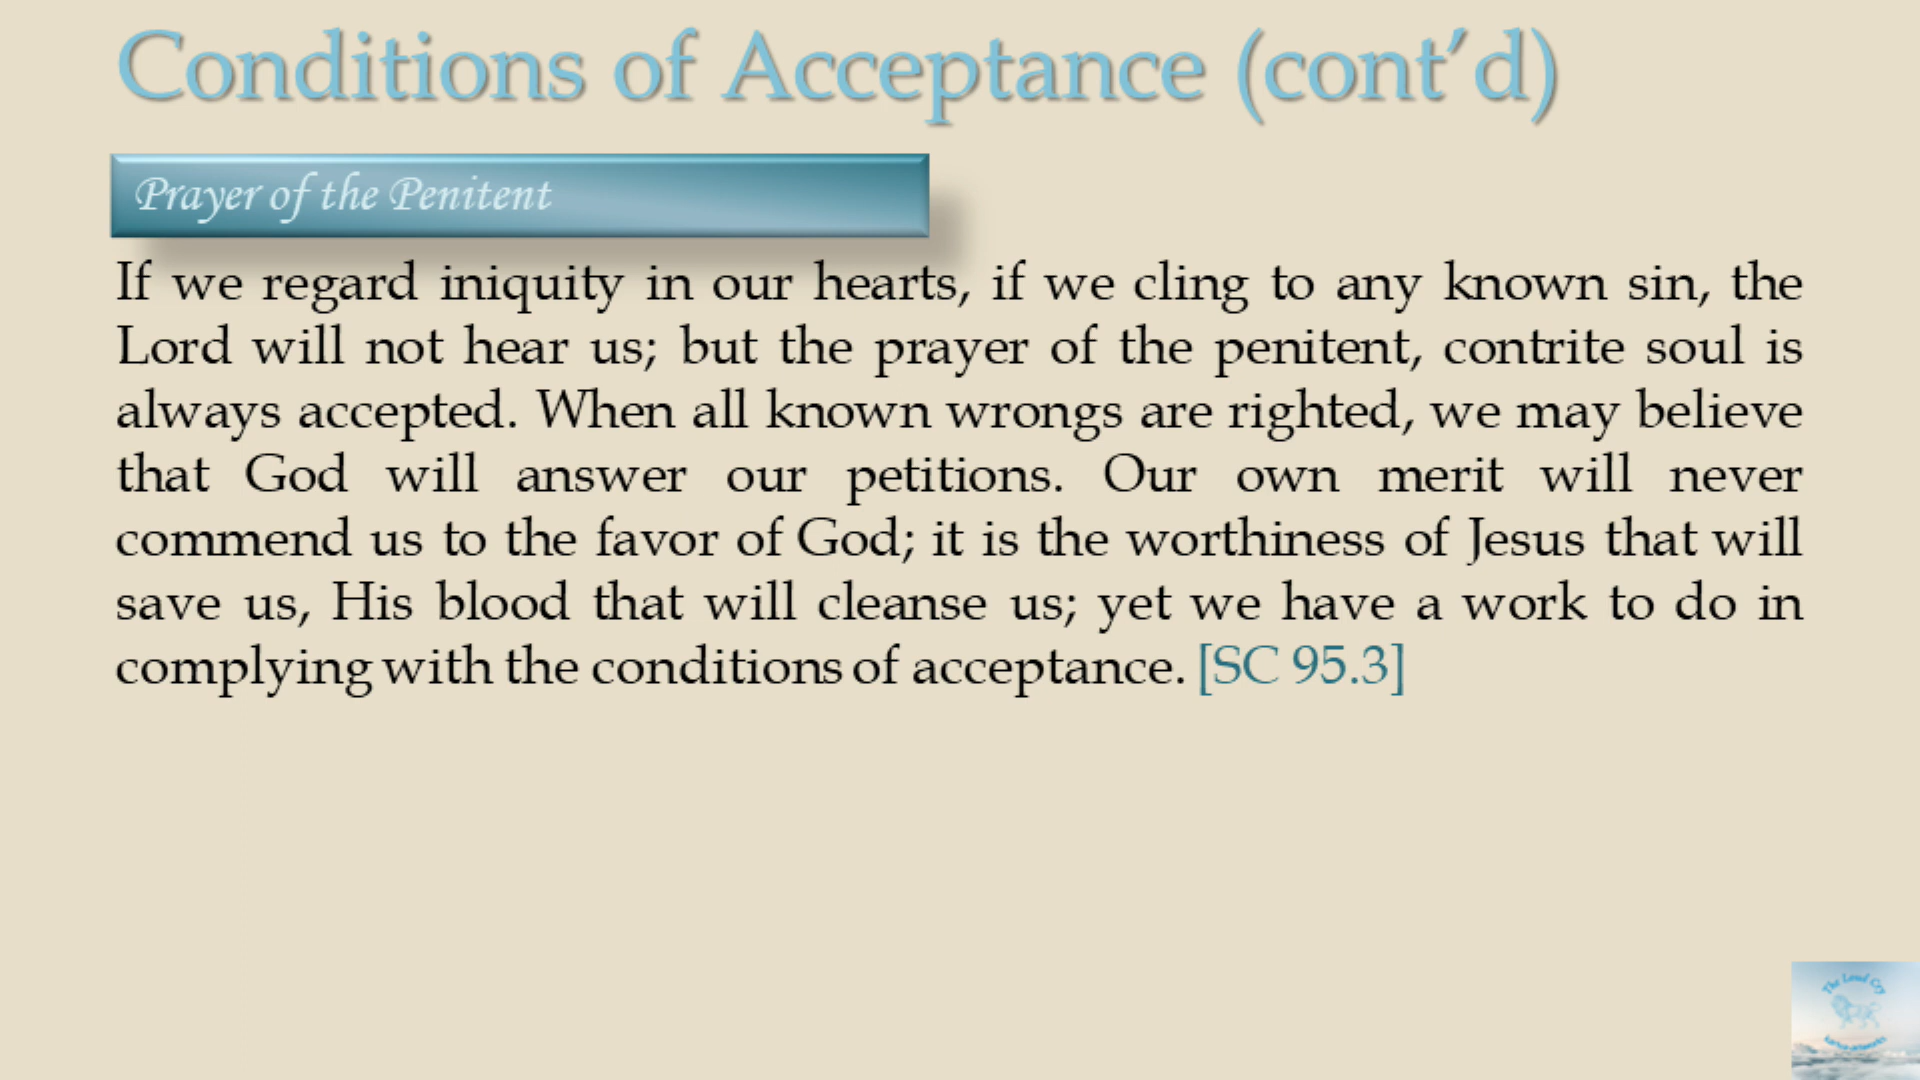 Conditions of Acceptance (cont’d)
Prayer of the Penitent
If we regard iniquity in our hearts, if we cling to any known sin, the
Lord will not hear us; but the prayer of the penitent, contrite soul is
always accepted. When all known wrongs are righted, we may believe
that God will answer our petitions. Our own merit will never
commend us to the favor of God; it is the worthiness of Jesus that will
save us, His blood that will cleanse us; yet we have a work to do in
complying with the conditions of acceptance. [SC 95.3]
The Loud Cry